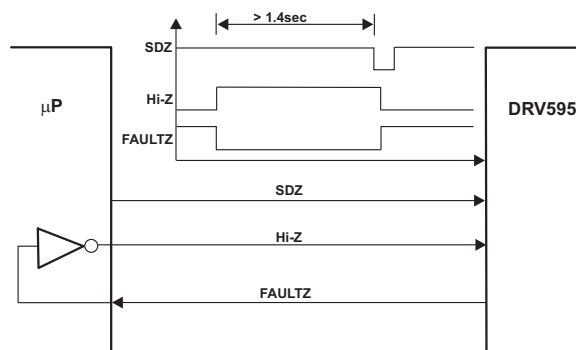 > 1.4sec
SDZ
Hi-Z
FAULTZ
μP
DRV595
SDZ
Hi-Z
FAULTZ